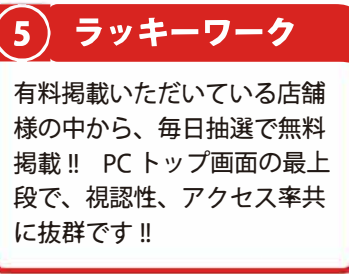 5 ラッキーワーク
有料掲載いただいている店舗
様の中から、毎日抽選で無料
掲載!! PCトップ画面の最上
段で、視認性、アクセス率共
に抜群です!!